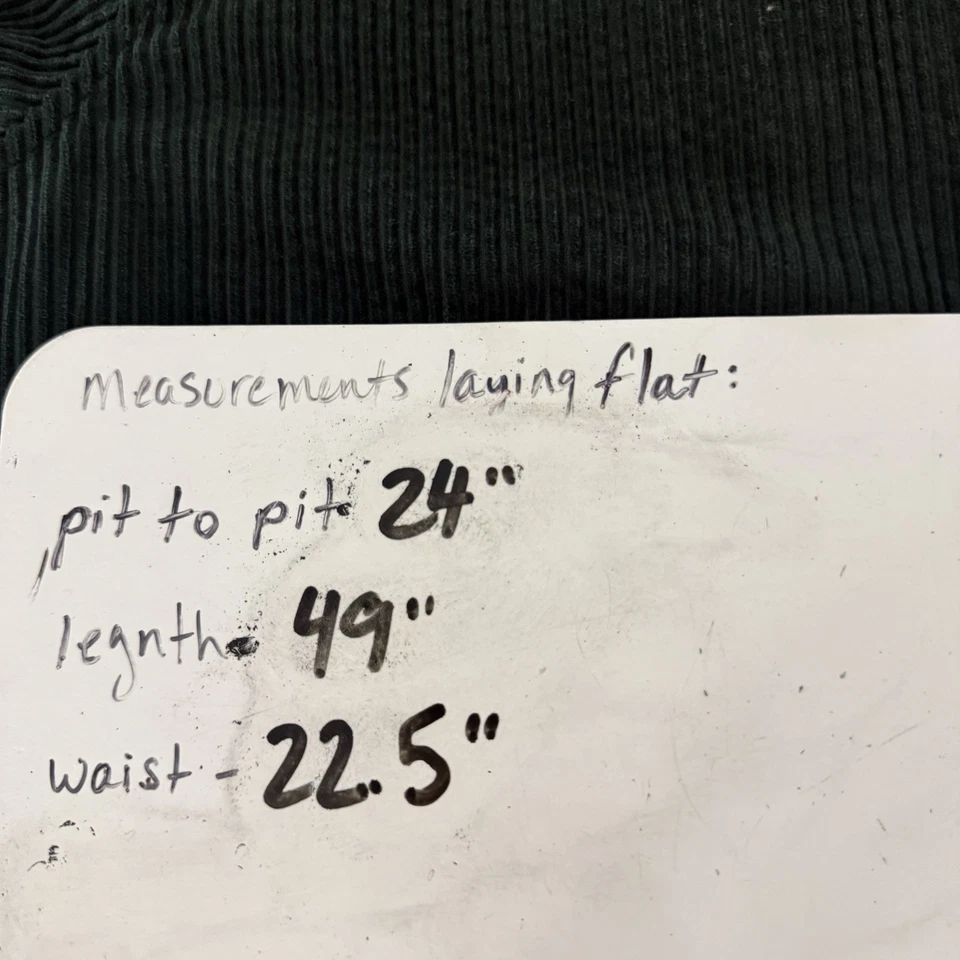 measurements laying flat:
pit to pit- 24"
legnth- 49"
waist - 22.5"